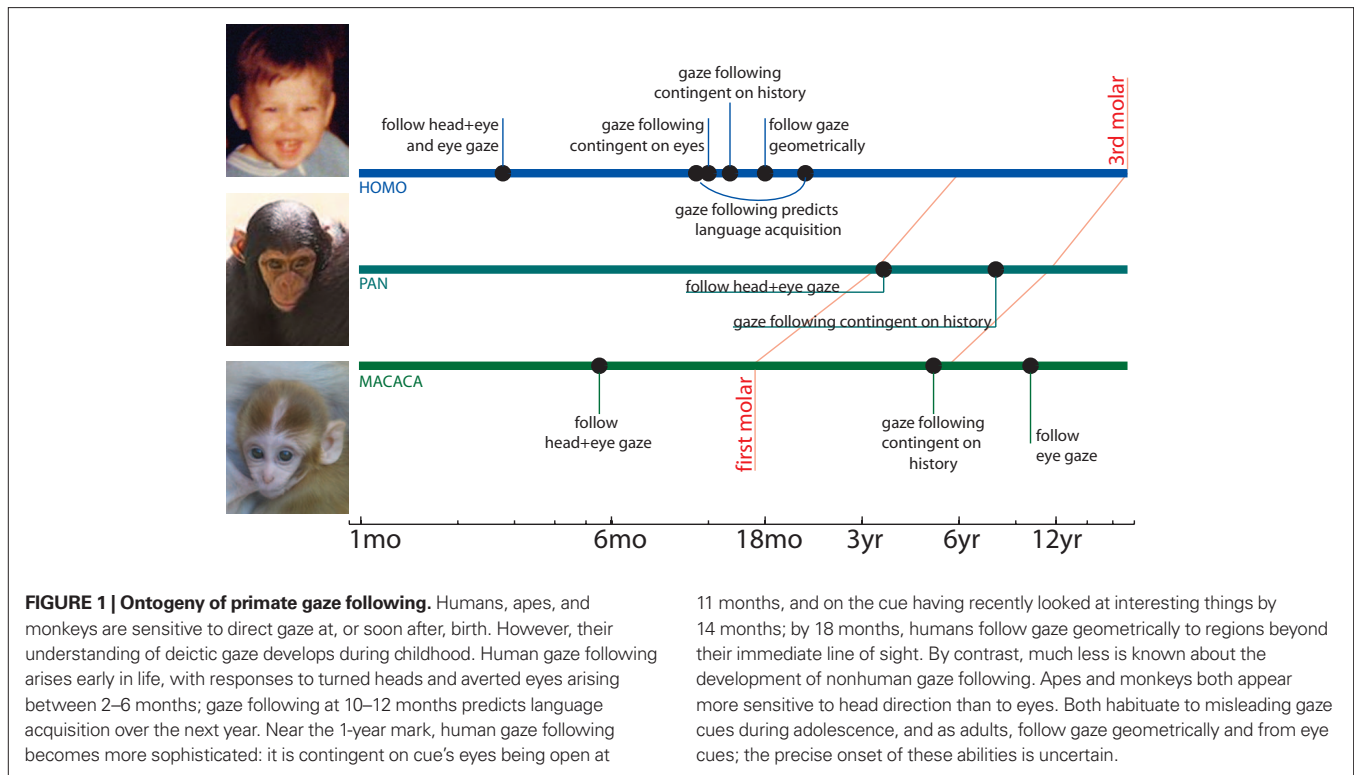 gaze following
contingent on history
follow head+eye
and eye gaze
gaze following
contingent on eyes
follow gaze
geometrically
3rd molar
HOMO
gaze following predicts
language acquisition
PAN
follow head+eye gaze
gaze following contingent on history
MACACA
follow
head+eye gaze
first molar
gaze following
contingent on
history
follow
eye gaze
1mo 6mo 18mo 3yr 6yr 12yr
FIGURE 1 | Ontogeny of primate gaze following. Humans, apes, and
monkeys are sensitive to direct gaze at, or soon after, birth. However, their
understanding of deictic gaze develops during childhood. Human gaze following
arises early in life, with responses to turned heads and averted eyes arising
between 2–6 months; gaze following at 10–12 months predicts language
acquisition over the next year. Near the 1-year mark, human gaze following
becomes more sophisticated: it is contingent on cue's eyes being open at
11 months, and on the cue having recently looked at interesting things by
14 months; by 18 months, humans follow gaze geometrically to regions beyond
their immediate line of sight. By contrast, much less is known about the
development of nonhuman gaze following. Apes and monkeys both appear
more sensitive to head direction than to eyes. Both habituate to misleading gaze
cues during adolescence, and as adults, follow gaze geometrically and from eye
cues; the precise onset of these abilities is uncertain.